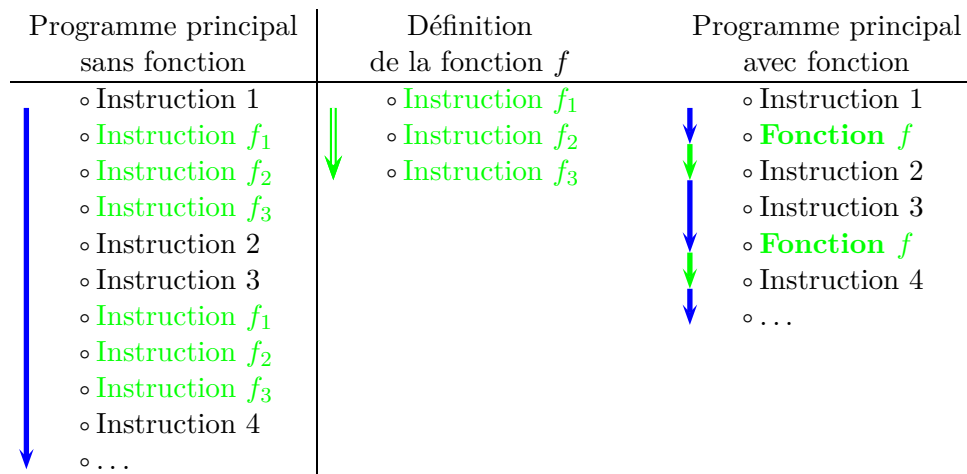 Programme principal
sans fonction
∘ Instruction 1
∘ Instruction f₁
∘ Instruction f₂
∘ Instruction f₃
∘ Instruction 2
∘ Instruction 3
∘ Instruction f₁
∘ Instruction f₂
∘ Instruction f₃
∘ Instruction 4
∘ ...
Définition
de la fonction f
∘ Instruction f₁
∘ Instruction f₂
∘ Instruction f₃
Programme principal
avec fonction
∘ Instruction 1
∘ Fonction f
∘ Instruction 2
∘ Instruction 3
∘ Fonction f
∘ Instruction 4
∘ ...